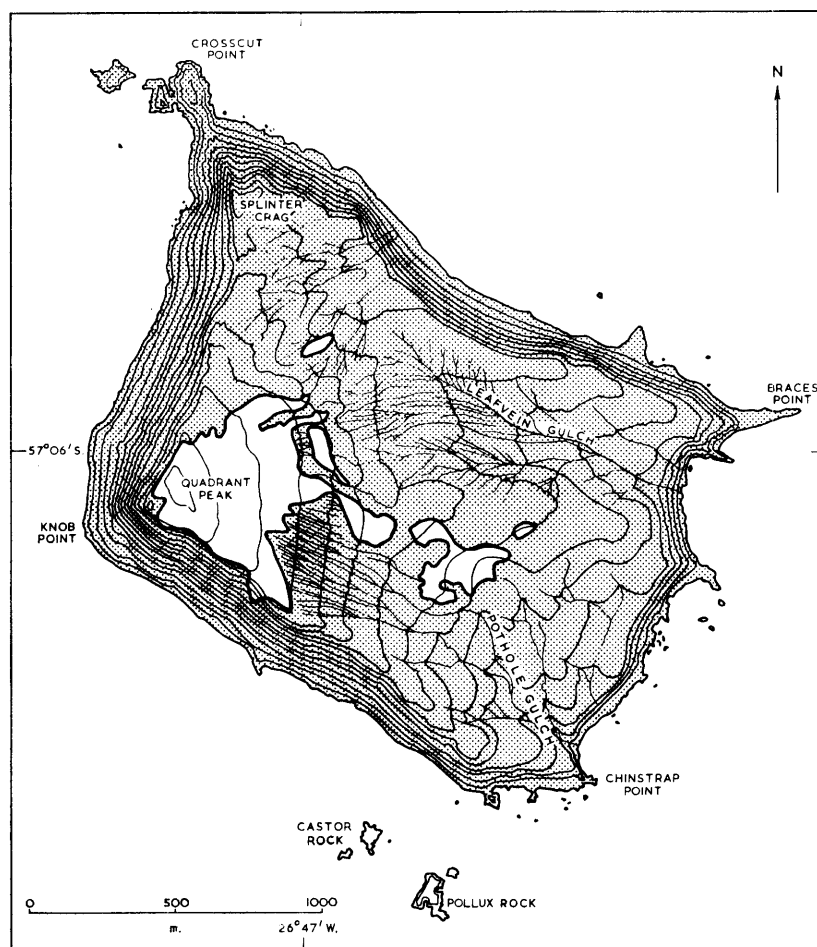 CROSSCUT
POINT
N
SPLINTER
CRAG
BRACES
POINT
LEAFVEIN GULCH
57°06'S.
QUADRANT
PEAK
KNOB
POINT
POTHOLE GULCH
CHINSTRAP
POINT
CASTOR
ROCK
POLLUX ROCK
0 500 1000
m. 26°47'W.